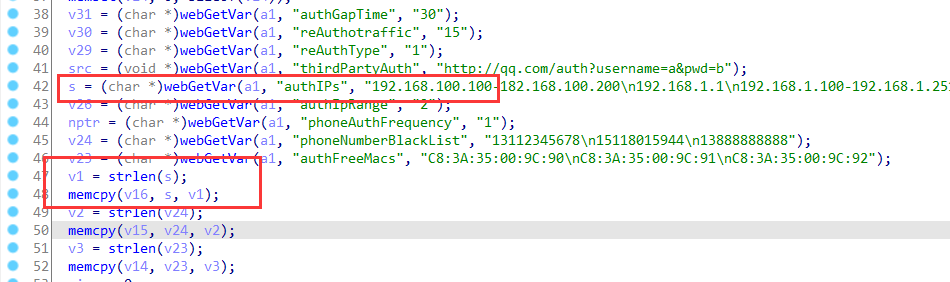 38 v31 = (char *)webGetVar(a1, "authGapTime", "30");
39 v30 = (char *)webGetVar(a1, "reAuthotraffic", "15");
40 v29 = (char *)webGetVar(a1, "reAuthType", "1");
41 src = (void *)webGetVar(a1, "thirdPartyAuth", "http://qq.com/auth?username=a&pwd=b");
42 s = (char *)webGetVar(a1, "authIPs", "192.168.100.100-182.168.100.200\n192.168.1.1\n192.168.1.100-192.168.1.25
43 v26 = (char *)webGetVar(a1, "authIpRange", "2");
44 nptr = (char *)webGetVar(a1, "phoneAuthFrequency", "1");
45 v24 = (char *)webGetVar(a1, "phoneNumberBlackList", "13112345678\n15118015944\n13888888888");
46 v23 = (char *)webGetVar(a1, "authFreeMacs", "C8:3A:35:00:9C:90\nC8:3A:35:00:9C:91\nC8:3A:35:00:9C:92");
47 v1 = strlen(s);
48 memcpy(v16, s, v1);
49 v2 = strlen(v24);
50 memcpy(v15, v24, v2);
51 v3 = strlen(v23);
52 memcpy(v14, v23, v3);